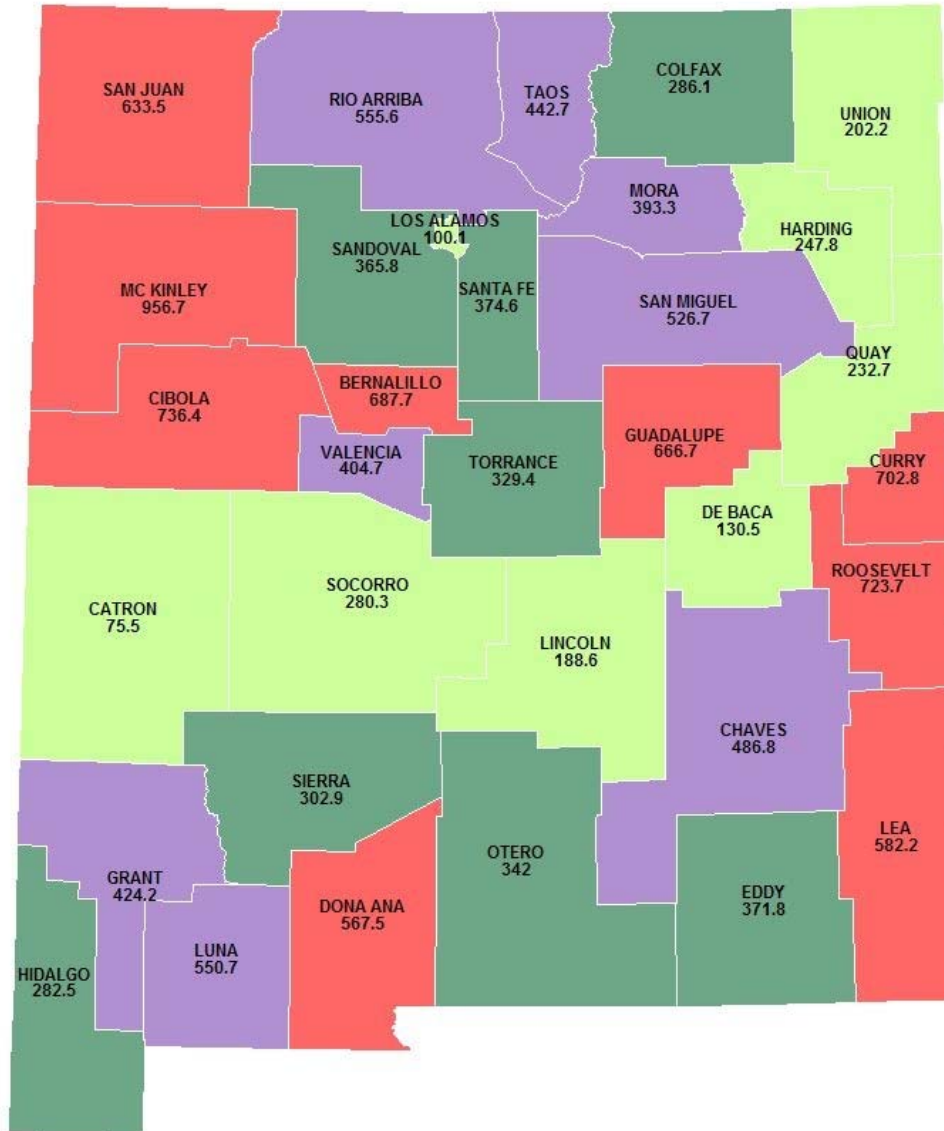 COLFAX
286.1
SAN JUAN
633.5
RIO ARRIBA
555.6
TAOS
442.7
UNION
202.2
MORA
393.3
LOS ALAMOS
100.1
HARDING
247.8
SANDOVAL
365.8
MC KINLEY
956.7
SANTA FE
374.6
SAN MIGUEL
526.7
QUAY
232.7
CIBOLA
736.4
BERNALILLO
687.7
VALENCIA
404.7
TORRANCE
329.4
GUADALUPE
666.7
CURRY
702.8
DE BACA
130.5
ROOSEVELT
723.7
CATRON
75.5
SOCORRO
280.3
LINCOLN
188.6
CHAVES
486.8
SIERRA
302.9
LEA
582.2
OTERO
342
GRANT
424.2
DONA ANA
567.5
EDDY
371.8
LUNA
550.7
HIDALGO
282.5